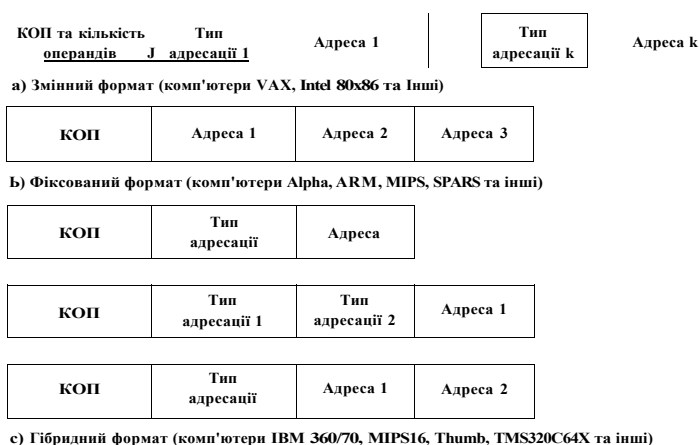 КОП та кількість операндів J
Тип адресації 1
Адреса 1
Тип адресації k
Адреса k
а) Змінний формат (комп'ютери VAX, Intel 80x86 та Інші)
КОП Адреса 1 Адреса 2 Адреса 3
Ь) Фіксований формат (комп'ютери Alpha, ARM, MIPS, SPARS та інші)
КОП Тип адресації Адреса
КОП Тип адресації 1 Тип адресації 2 Адреса 1
КОП Тип адресації Адреса 1 Адреса 2
с) Гібридний формат (комп'ютери IBM 360/70, MIPS16, Thumb, TMS320C64X та інші)